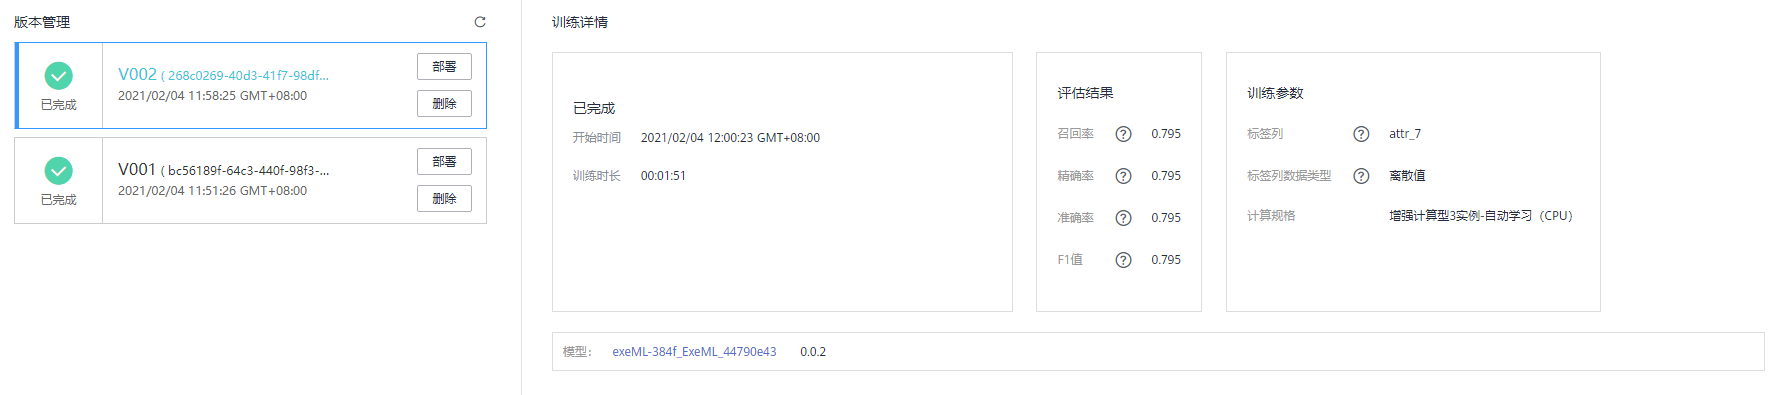 版本管理
已完成
V002 ( 268c0269-40d3-41f7-98df...
2021/02/04 11:58:25 GMT+08:00
部署
删除
已完成
V001 ( bc56189f-64c3-440f-98f3-...
2021/02/04 11:51:26 GMT+08:00
部署
删除
训练详情
已完成
开始时间 2021/02/04 12:00:23 GMT+08:00
训练时长 00:01:51
评估结果
召回率 ? 0.795
精确率 ? 0.795
准确率 ? 0.795
F1值 ? 0.795
训练参数
标签列 ? attr_7
标签列数据类型 ? 离散值
计算规格 增强计算型3实例-自动学习（CPU）
模型： exeML-384f_ExeML_44790e43 0.0.2